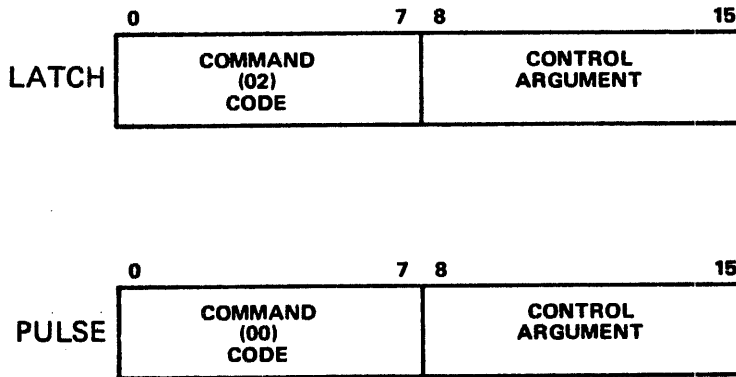 0 7 8 15
LATCH
COMMAND
(02)
CODE
CONTROL
ARGUMENT
0 7 8 15
PULSE
COMMAND
(00)
CODE
CONTROL
ARGUMENT